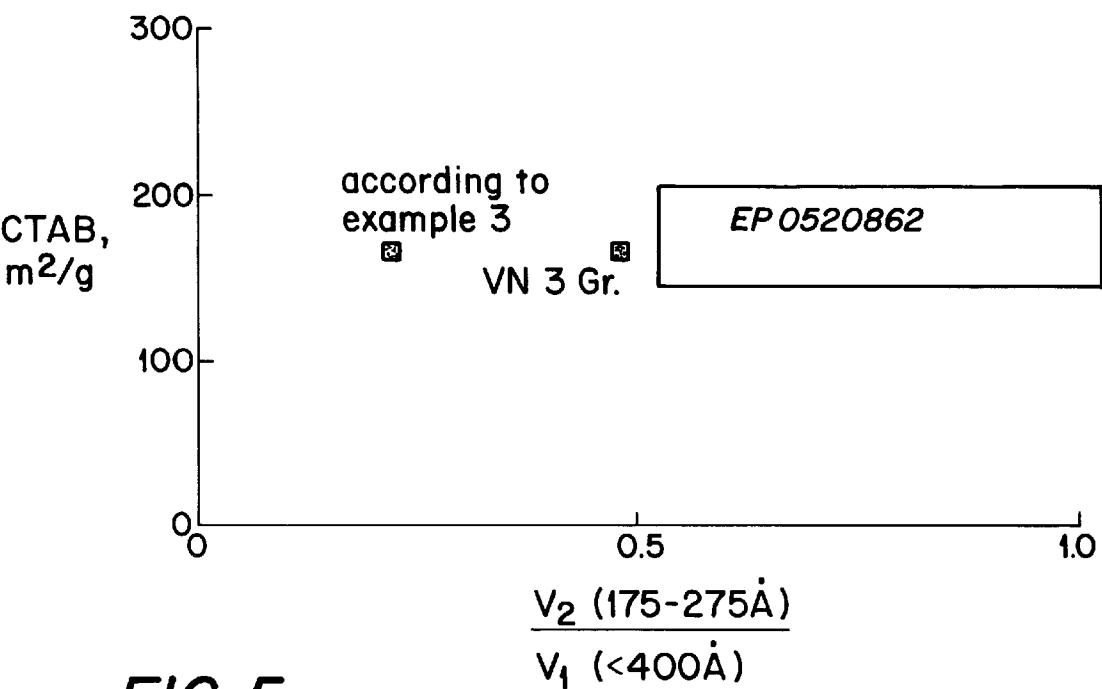 300
200
according to
example 3
EP 0520862
CTAB,
m2/g
VN 3 Gr.
100
0
0
0.5
1.0
V2 (175-275Å)
V1 (<400Å)
FIG. 5